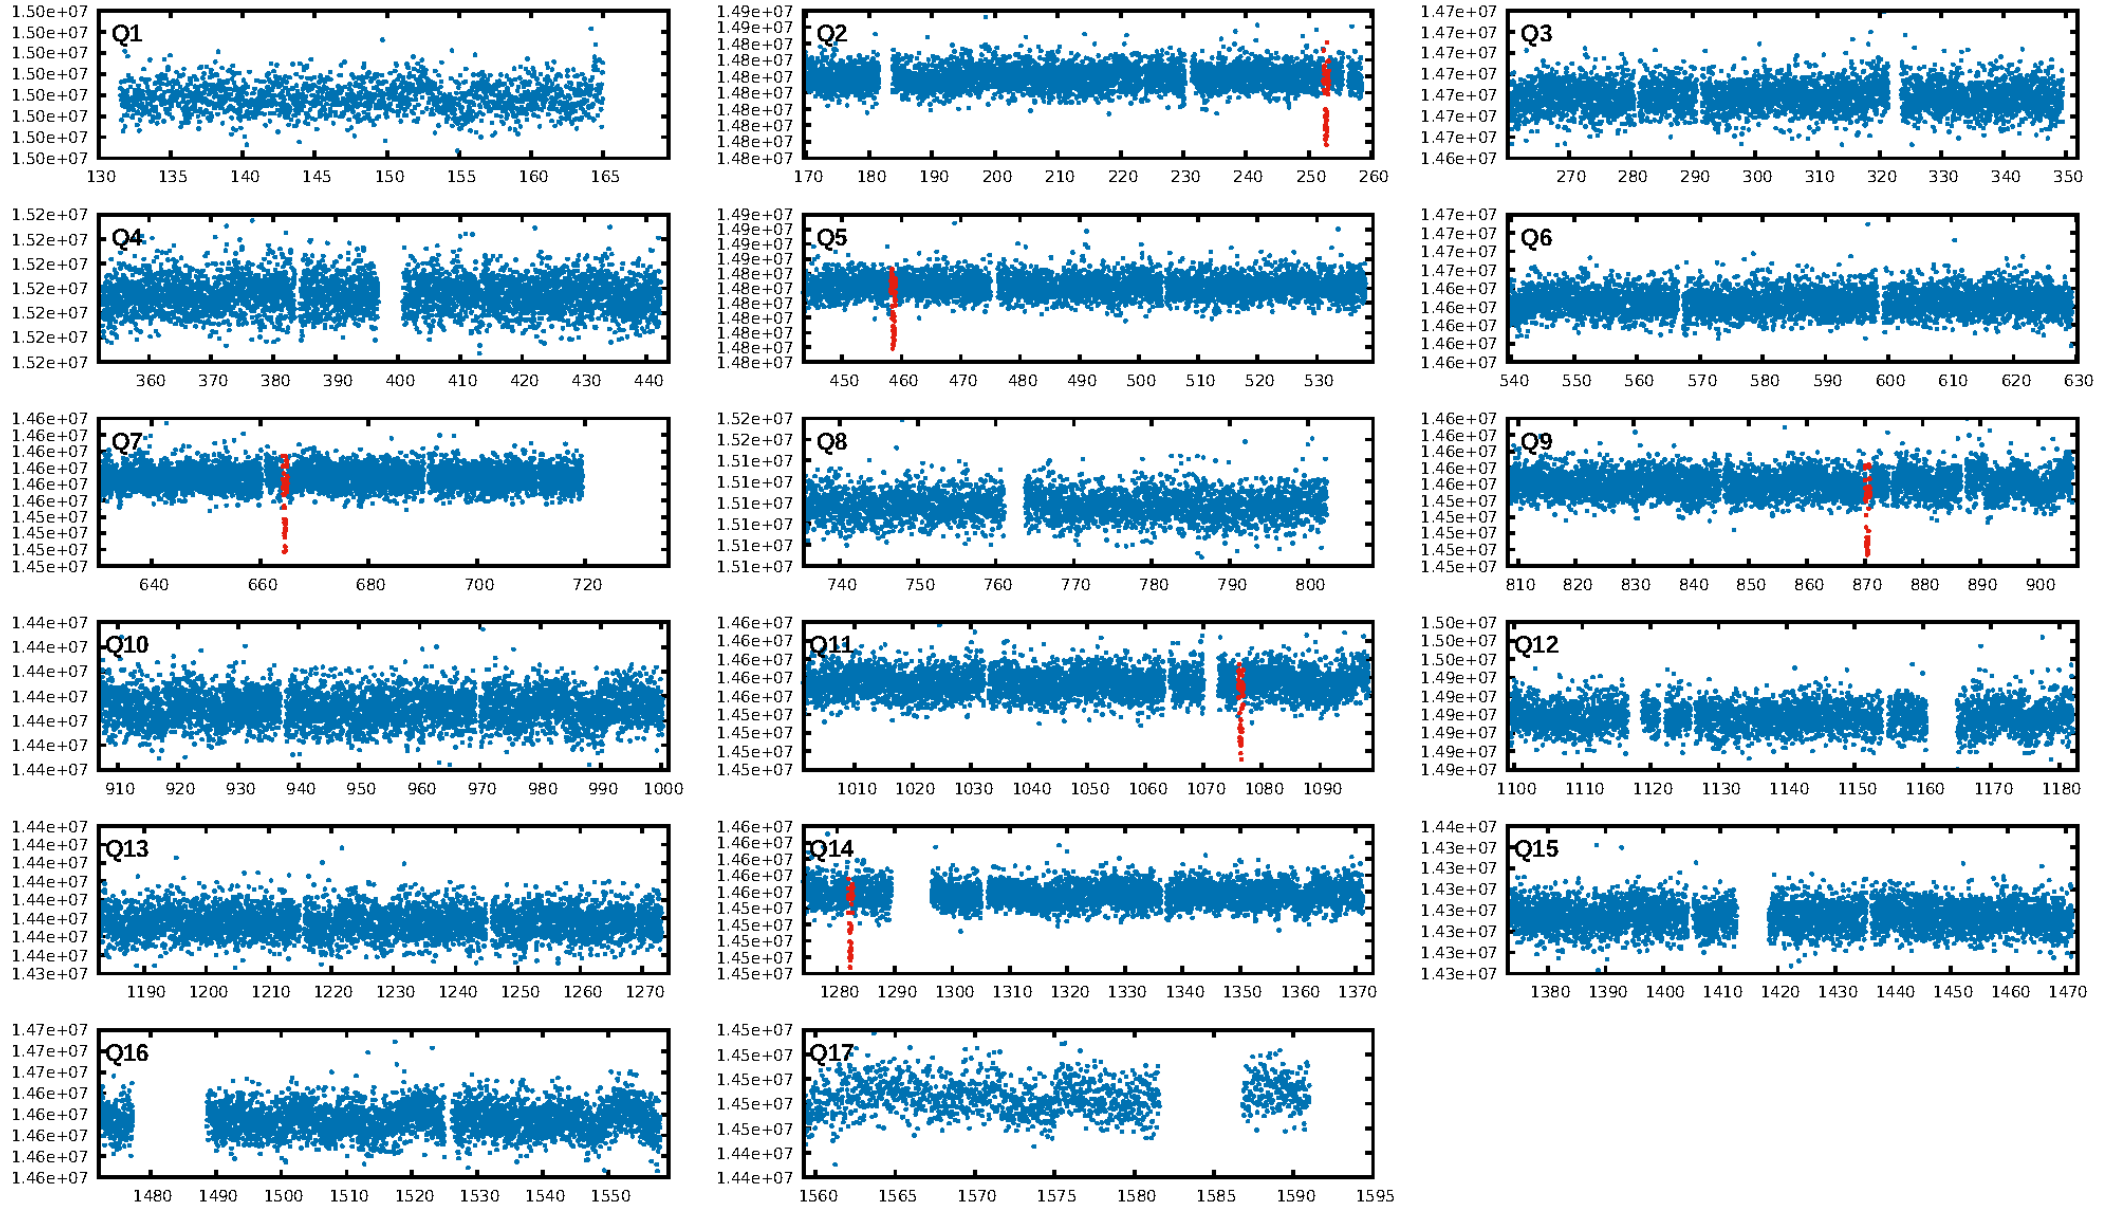 1.50e+07
1.50e+07
1.50e+07
1.50e+07
1.50e+07
1.50e+07
1.50e+07
1.50e+07
Q1
130 135 140 145 150 155 160 165
1.49e+07
1.49e+07
1.48e+07
1.48e+07
1.48e+07
1.48e+07
1.48e+07
1.48e+07
1.48e+07
1.48e+07
Q2
170 180 190 200 210 220 230 240 250 260
1.47e+07
1.47e+07
1.47e+07
1.47e+07
1.47e+07
1.47e+07
1.47e+07
1.46e+07
Q3
270 280 290 300 310 320 330 340 350
1.52e+07
1.52e+07
1.52e+07
1.52e+07
1.52e+07
1.52e+07
1.52e+07
Q4
360 370 380 390 400 410 420 430 440
1.49e+07
1.49e+07
1.49e+07
1.49e+07
1.48e+07
1.48e+07
1.48e+07
1.48e+07
1.48e+07
1.48e+07
1.48e+07
Q5
450 460 470 480 490 500 510 520 530
1.47e+07
1.47e+07
1.47e+07
1.47e+07
1.46e+07
1.46e+07
1.46e+07
1.46e+07
1.46e+07
Q6
540 550 560 570 580 590 600 610 620 630
1.46e+07
1.46e+07
1.46e+07
1.46e+07
1.46e+07
1.46e+07
1.45e+07
1.45e+07
1.45e+07
1.45e+07
Q7
640 660 680 700 720
1.52e+07
1.52e+07
1.51e+07
1.51e+07
1.51e+07
1.51e+07
1.51e+07
1.51e+07
Q8
740 750 760 770 780 790 800
1.46e+07
1.46e+07
1.46e+07
1.46e+07
1.46e+07
1.45e+07
1.45e+07
1.45e+07
1.45e+07
1.45e+07
Q9
810 820 830 840 850 860 870 880 890 900
1.44e+07
1.44e+07
1.44e+07
1.44e+07
1.44e+07
1.44e+07
1.44e+07
Q10
910 920 930 940 950 960 970 980 990 1000
1.46e+07
1.46e+07
1.46e+07
1.46e+07
1.46e+07
1.45e+07
1.45e+07
1.45e+07
1.45e+07
Q11
1010 1020 1030 1040 1050 1060 1070 1080 1090
1.50e+07
1.50e+07
1.50e+07
1.49e+07
1.49e+07
1.49e+07
1.49e+07
1.49e+07
1.49e+07
Q12
1100 1110 1120 1130 1140 1150 1160 1170 1180
1.44e+07
1.44e+07
1.44e+07
1.44e+07
1.44e+07
1.44e+07
1.44e+07
1.44e+07
1.43e+07
Q13
1190 1200 1210 1220 1230 1240 1250 1260 1270
1.46e+07
1.46e+07
1.46e+07
1.46e+07
1.46e+07
1.45e+07
1.45e+07
1.45e+07
1.45e+07
1.45e+07
Q14
1280 1290 1300 1310 1320 1330 1340 1350 1360 1370
1.44e+07
1.43e+07
1.43e+07
1.43e+07
1.43e+07
1.43e+07
1.43e+07
1.43e+07
Q15
1380 1390 1400 1410 1420 1430 1440 1450 1460 1470
1.47e+07
1.47e+07
1.47e+07
1.46e+07
1.46e+07
1.46e+07
1.46e+07
1.46e+07
Q16
1480 1490 1500 1510 1520 1530 1540 1550
1.45e+07
1.45e+07
1.45e+07
1.45e+07
1.45e+07
1.44e+07
1.44e+07
Q17
1560 1565 1570 1575 1580 1585 1590 1595